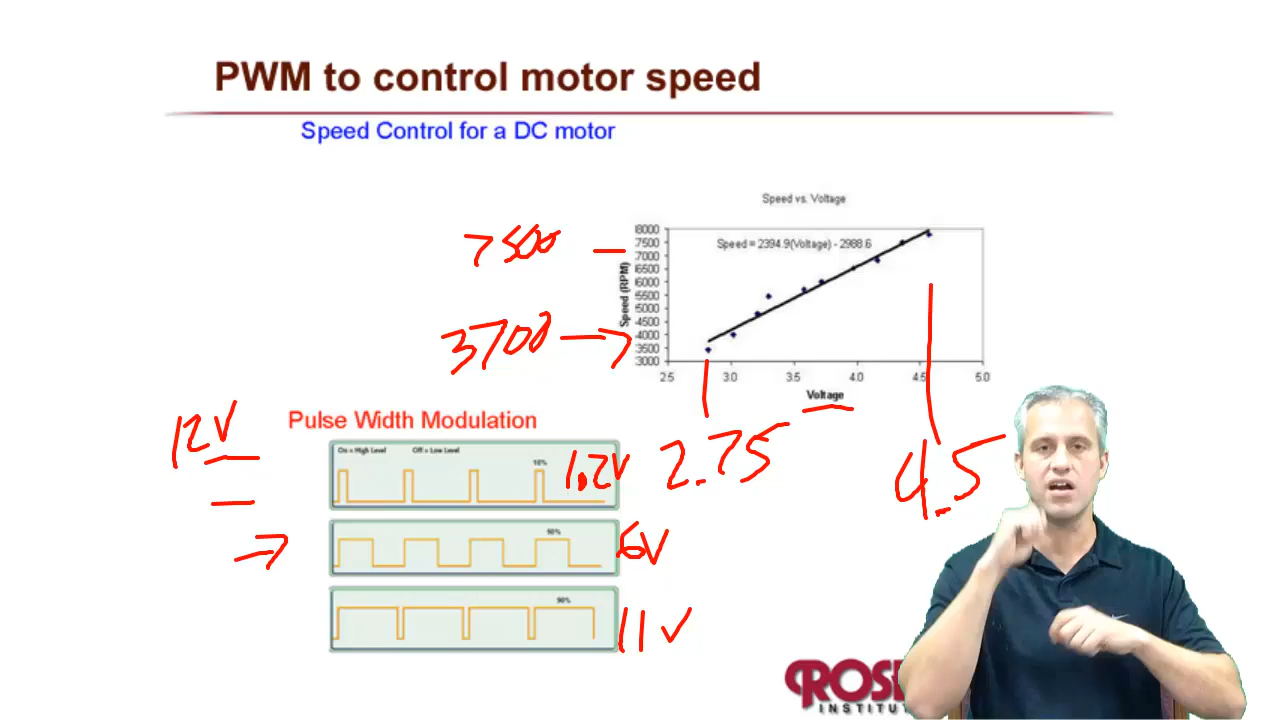 PWM to control motor speed
Speed Control for a DC motor
Speed vs. Voltage
Speed = 2394.9(Voltage) - 2988.6
8000
7500
7000
6500
6000
5500
5000
4500
4000
3500
3000
Speed (RPM)
2.5 3.0 3.5 4.0 4.5 5.0
Voltage
7500
3700
2.75
4.5
12V
Pulse Width Modulation
On = High Level Off = Low Level
10%
1.2V
50%
6V
90%
11V
ROSE
INSTITUT